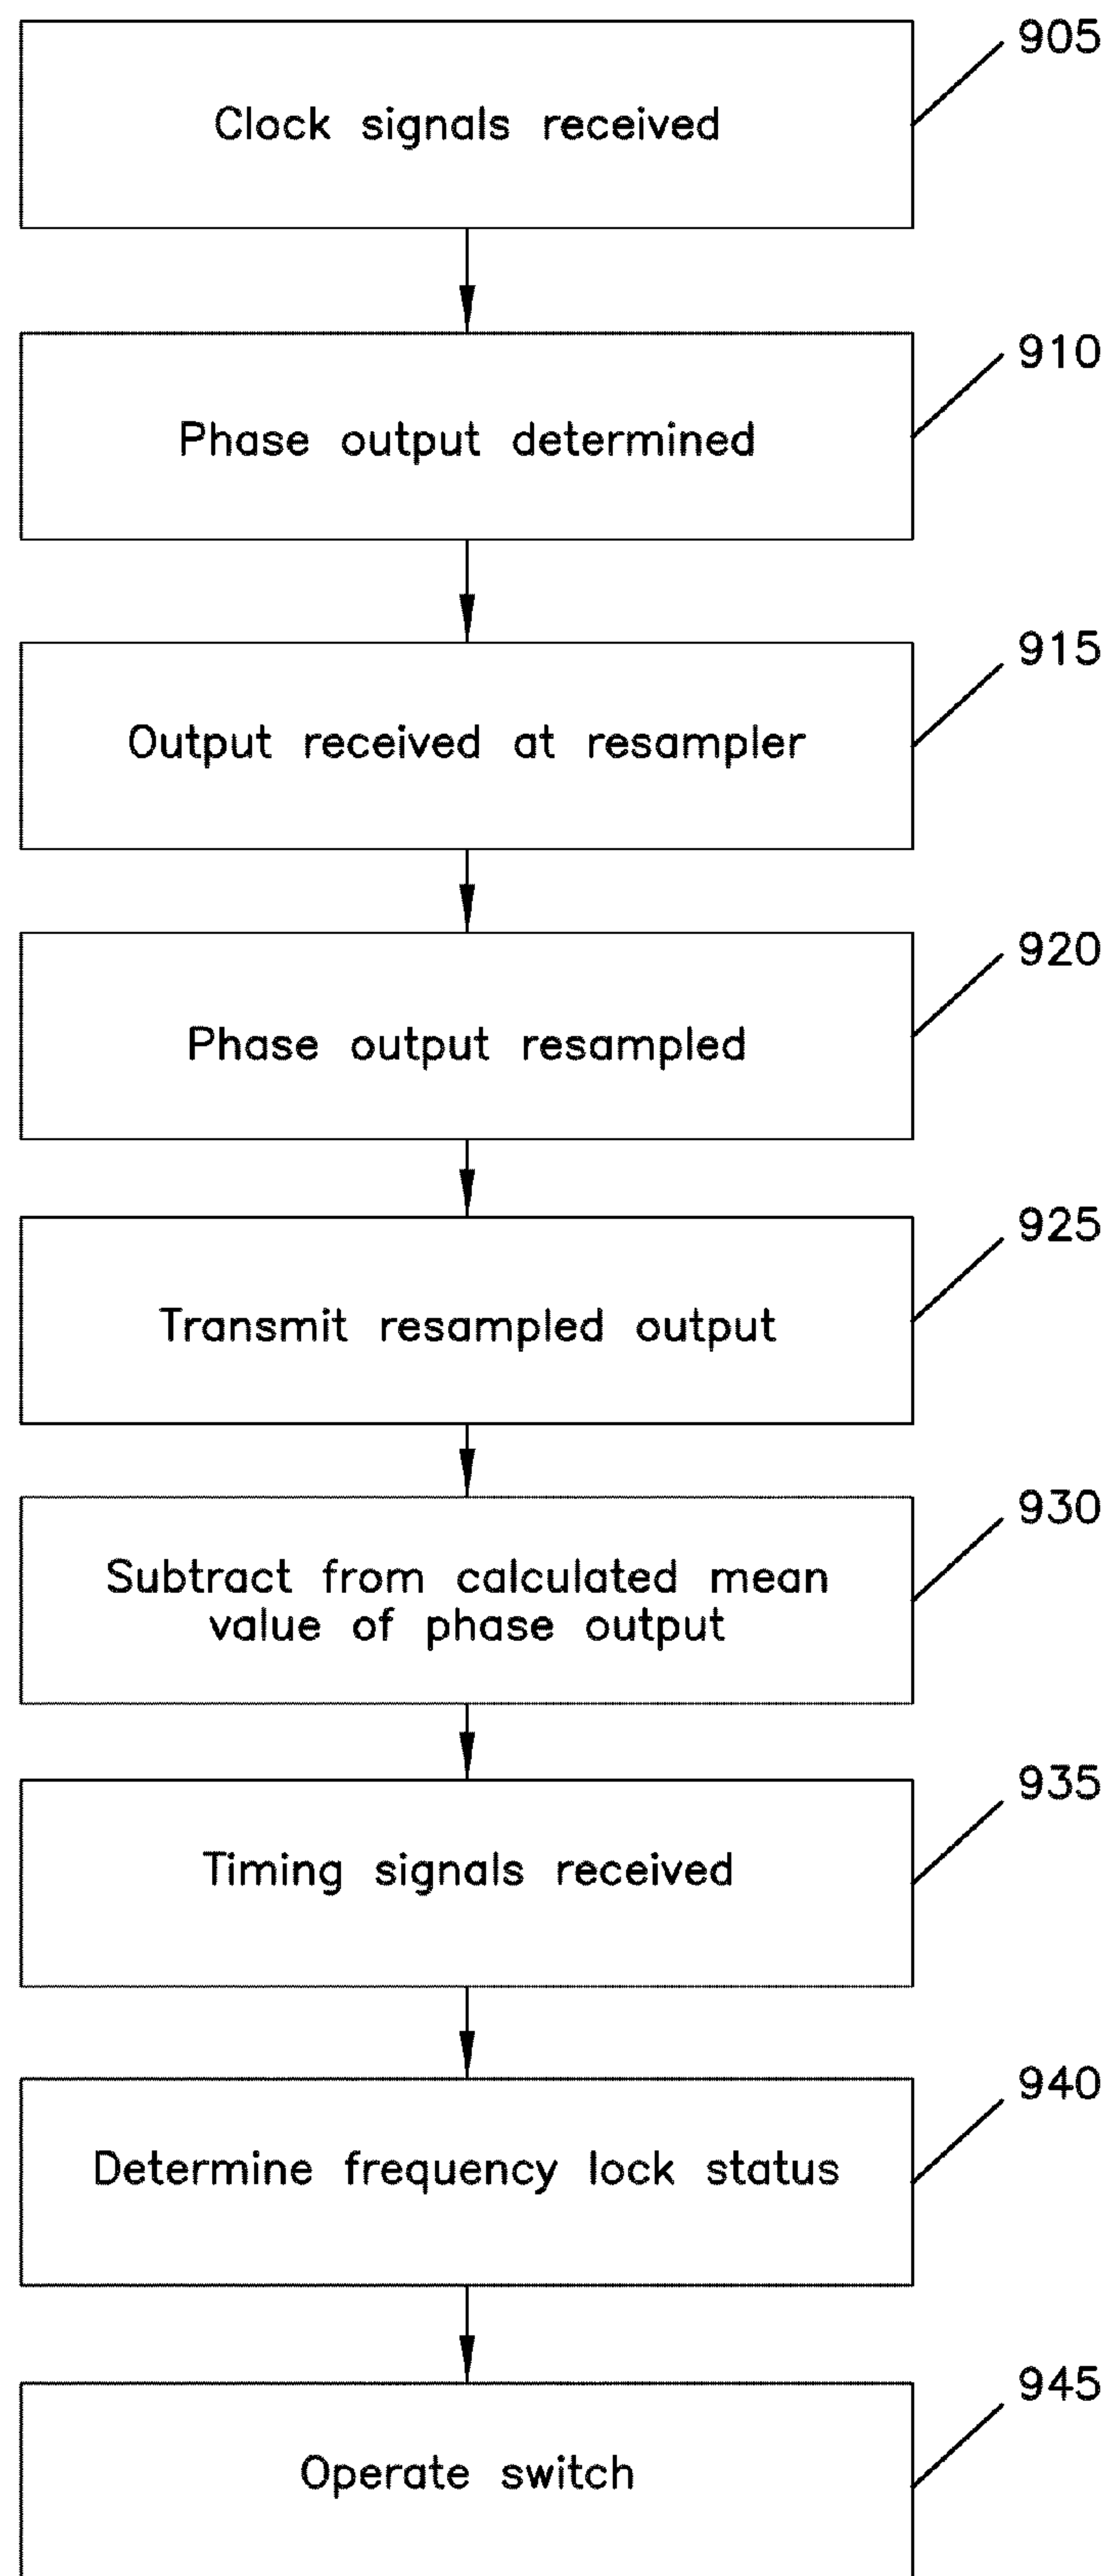 905
Clock signals received
910
Phase output determined
915
Output received at resampler
920
Phase output resampled
925
Transmit resampled output
930
Subtract from calculated mean
value of phase output
935
Timing signals received
940
Determine frequency lock status
945
Operate switch